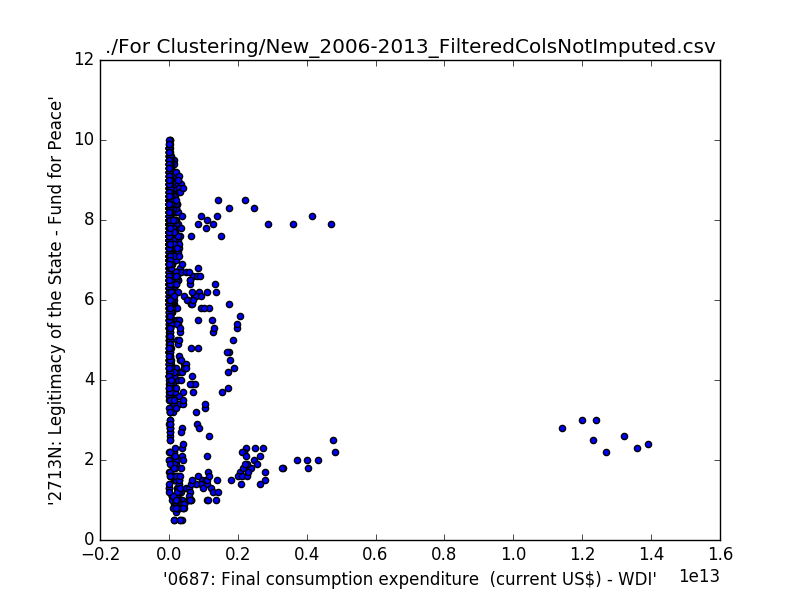 ./For Clustering/New_2006-2013_FilteredColsNotImputed.csv
12
10
8
6
4
2
0
'2713N: Legitimacy of the State - Fund for Peace'
−0.2 0.0 0.2 0.4 0.6 0.8 1.0 1.2 1.4 1.6
1e13
'0687: Final consumption expenditure  (current US$) - WDI'